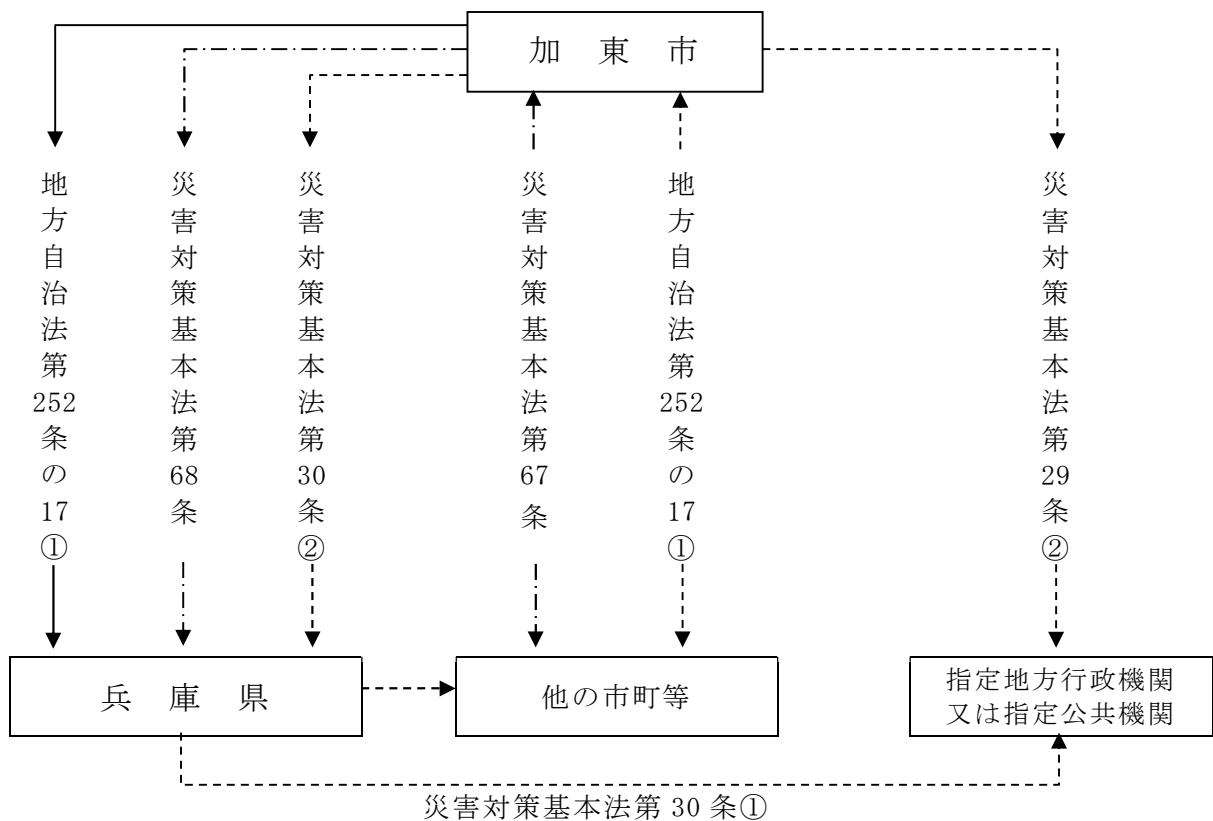 加東市
地方自治法第252条の17①
災害対策基本法第68条
災害対策基本法第30条②
災害対策基本法第67条
地方自治法第252条の17①
災害対策基本法第29条②
兵庫県
他の市町等
指定地方行政機関
又は指定公共機関
災害対策基本法第30条①